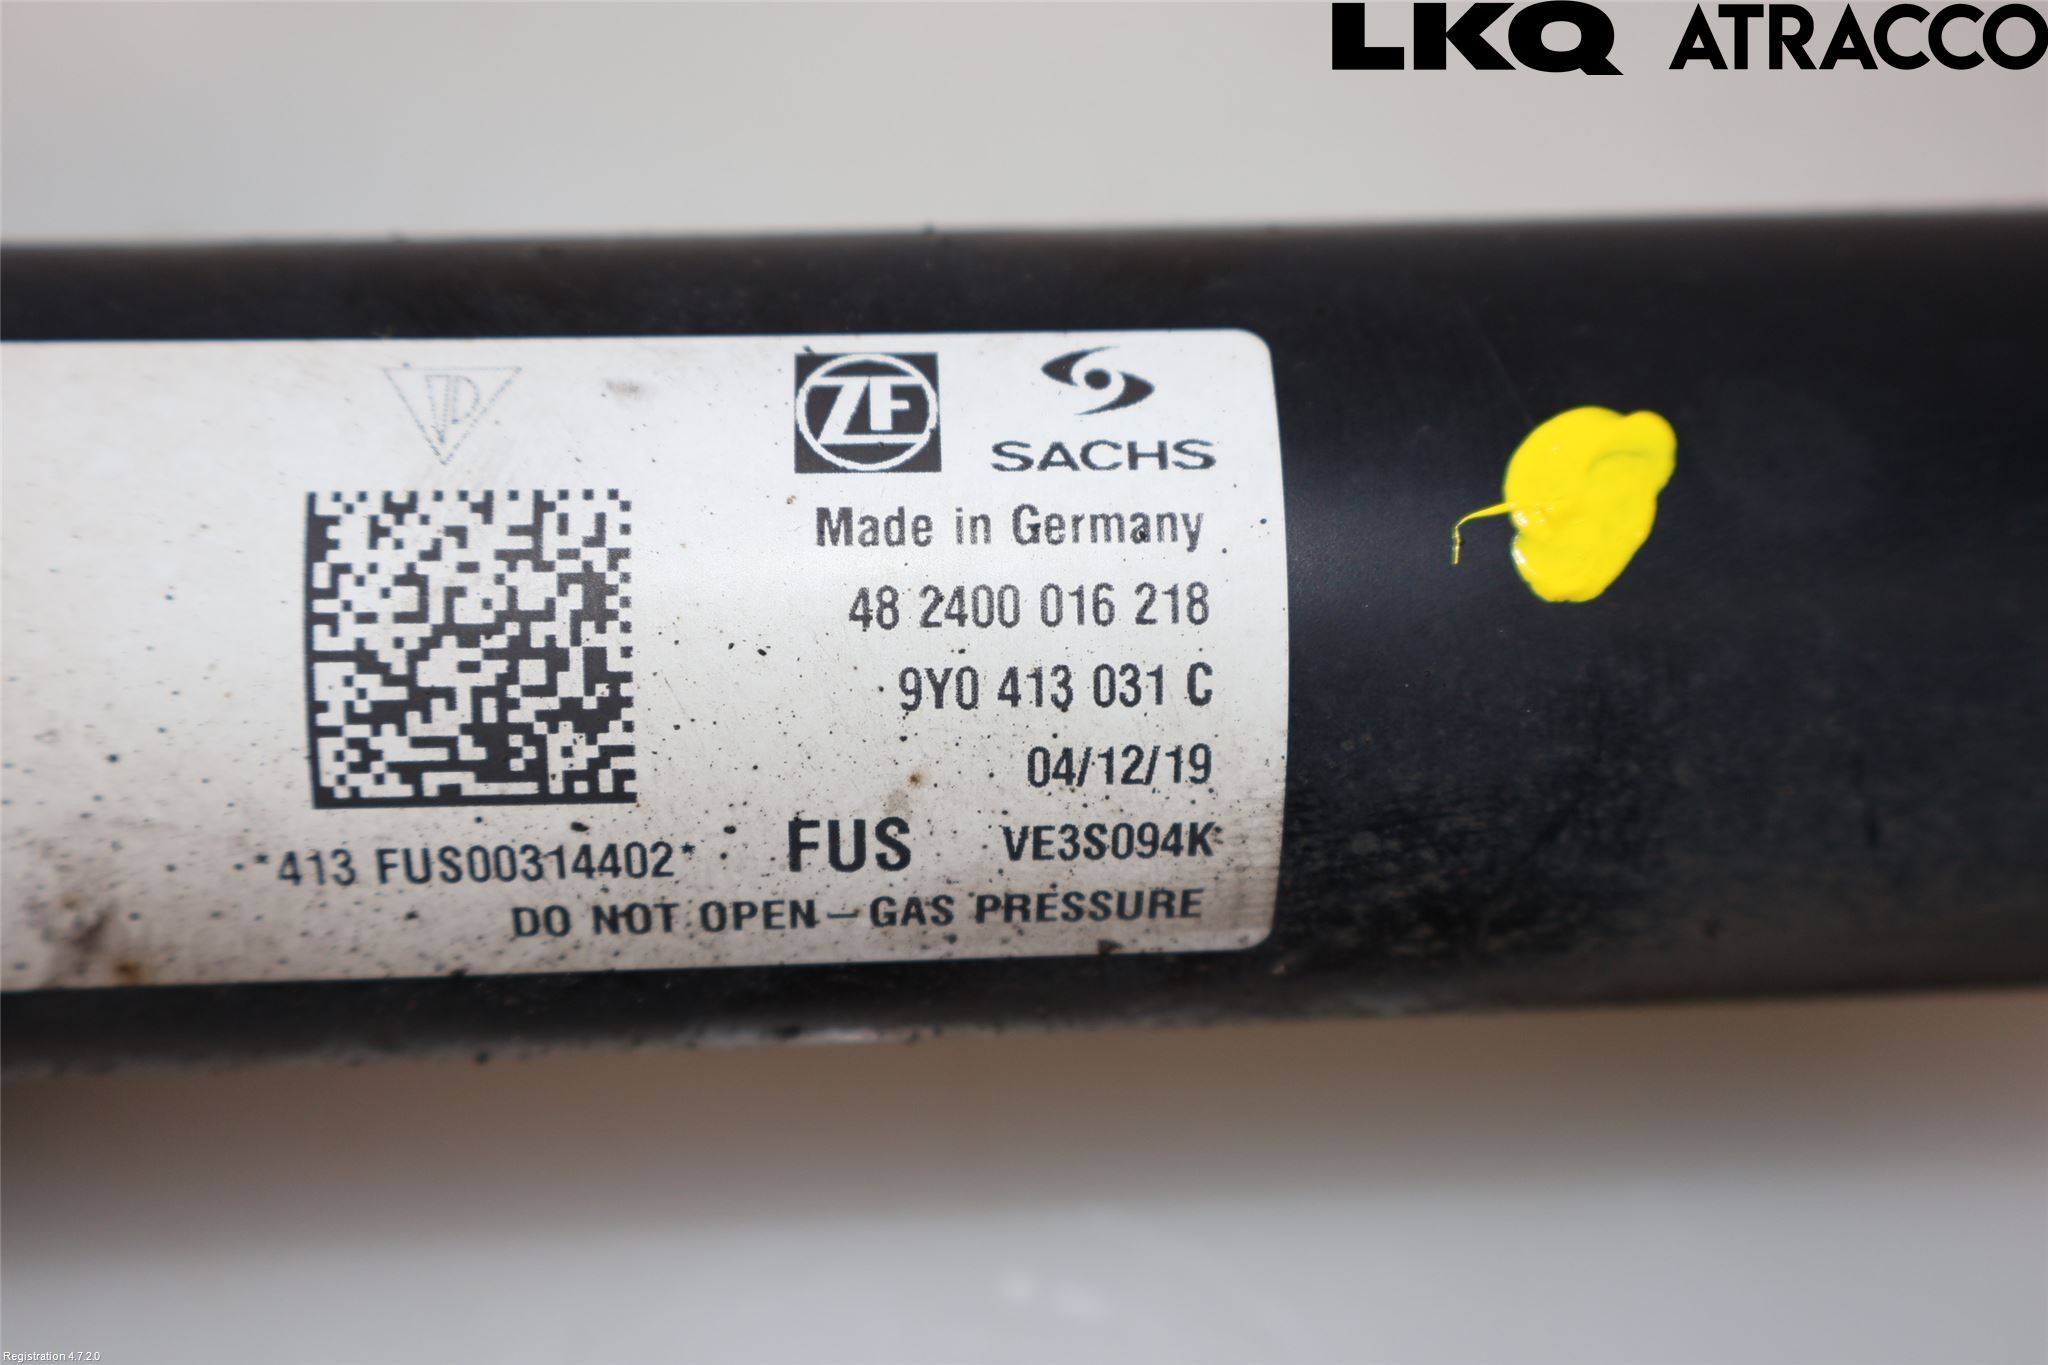 LKQ ATRACCO
ZF SACHS
Made in Germany
48 2400 016 218
9Y0 413 031 C
04/12/19
*413 FUS00314402* FUS VE3S094K
DO NOT OPEN – GAS PRESSURE
Registration 4.7.2.0